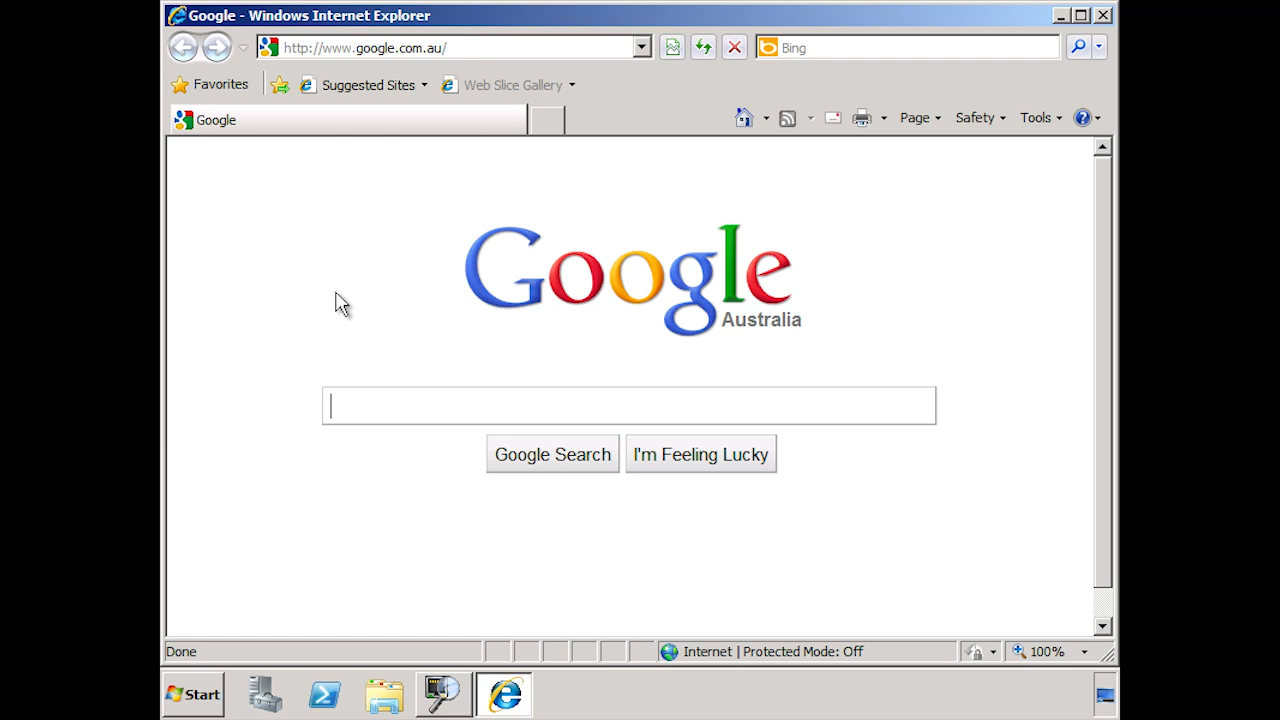 Google - Windows Internet Explorer
http://www.google.com.au/
Bing
Favorites
Suggested Sites
Web Slice Gallery
Google
Page
Safety
Tools
Google
Australia
Google Search
I'm Feeling Lucky
Done
Internet | Protected Mode: Off
100%
Start